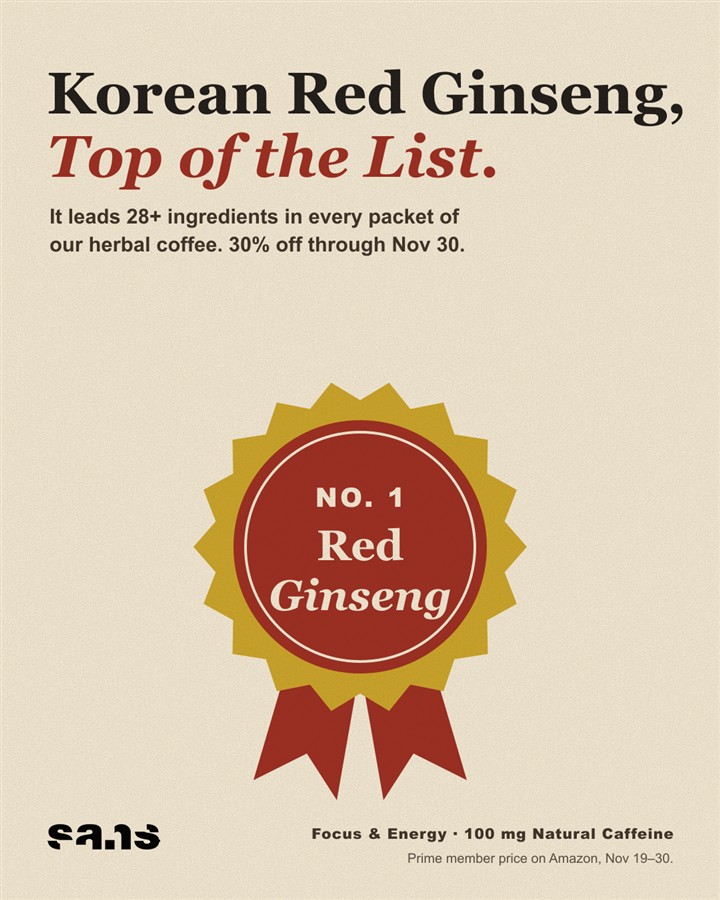 Korean Red Ginseng,
Top of the List.
It leads 28+ ingredients in every packet of
our herbal coffee. 30% off through Nov 30.
NO. 1
Red
Ginseng
sans
Focus & Energy · 100 mg Natural Caffeine
Prime member price on Amazon, Nov 19–30.